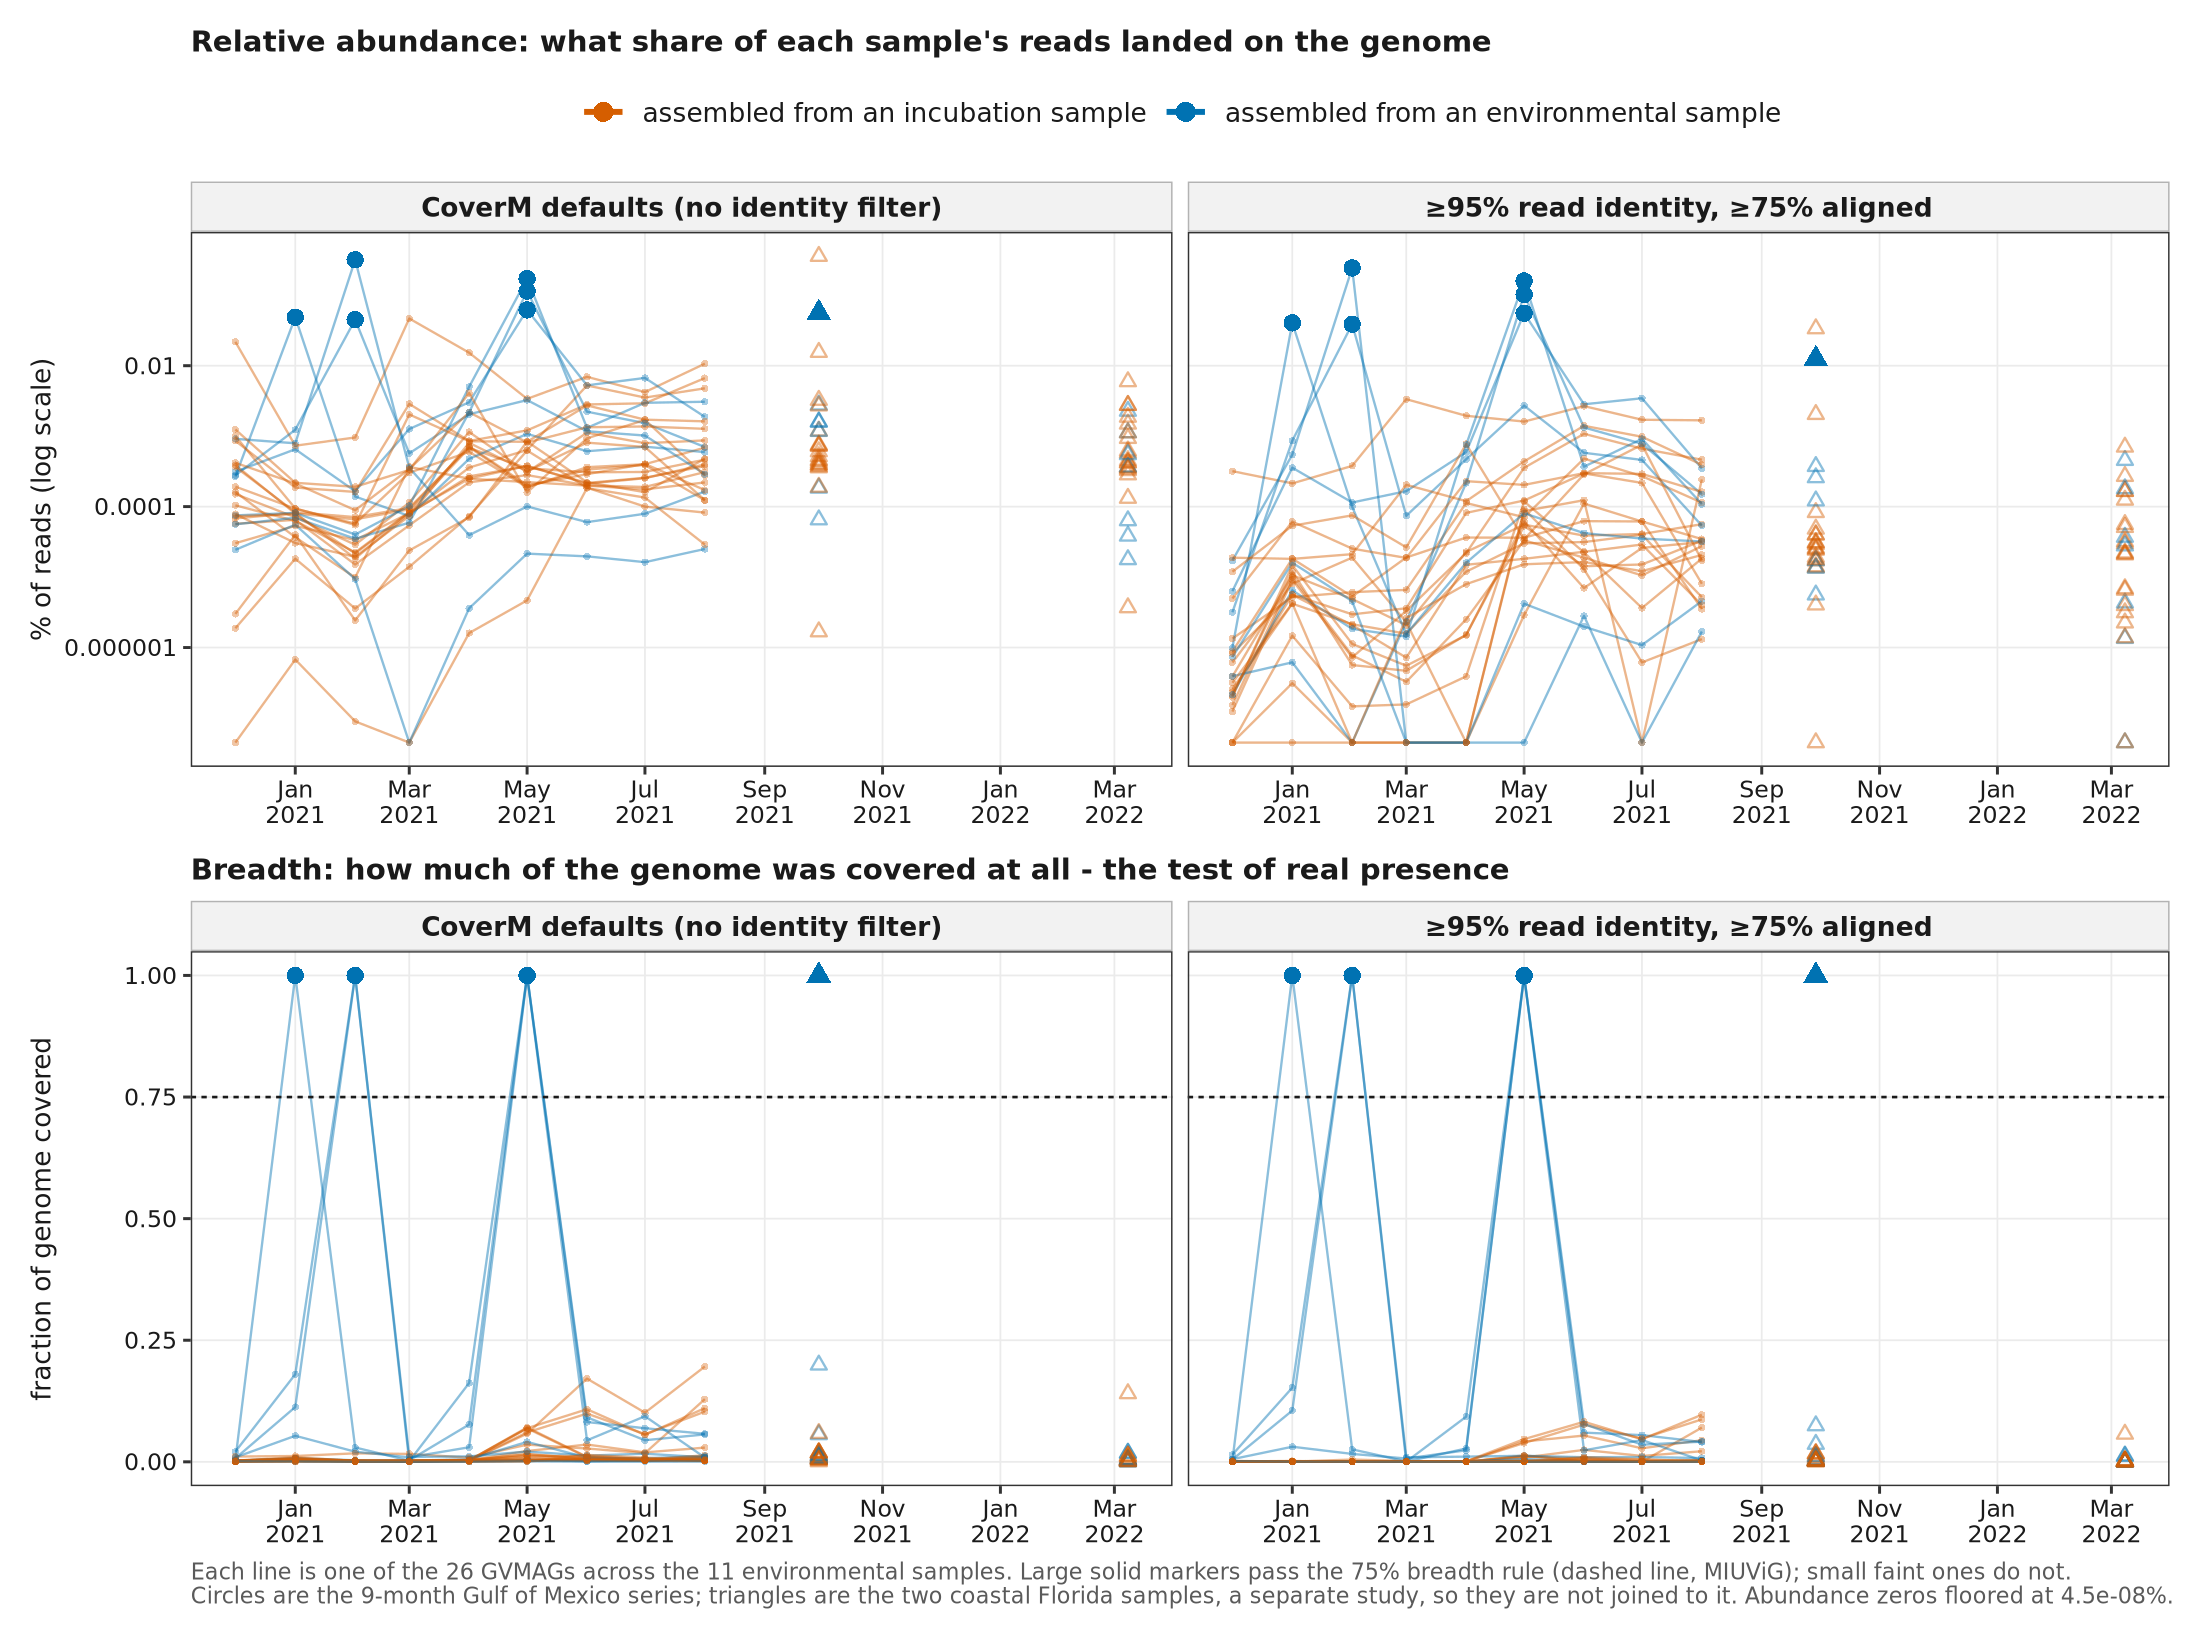 Relative abundance: what share of each sample's reads landed on the genome
assembled from an incubation sample
assembled from an environmental sample
CoverM defaults (no identity filter)
≥95% read identity, ≥75% aligned
% of reads (log scale)
0.01
0.0001
0.000001
Jan 2021
Mar 2021
May 2021
Jul 2021
Sep 2021
Nov 2021
Jan 2022
Mar 2022
Jan 2021
Mar 2021
May 2021
Jul 2021
Sep 2021
Nov 2021
Jan 2022
Mar 2022
Breadth: how much of the genome was covered at all - the test of real presence
CoverM defaults (no identity filter)
≥95% read identity, ≥75% aligned
fraction of genome covered
1.00
0.75
0.50
0.25
0.00
Jan 2021
Mar 2021
May 2021
Jul 2021
Sep 2021
Nov 2021
Jan 2022
Mar 2022
Jan 2021
Mar 2021
May 2021
Jul 2021
Sep 2021
Nov 2021
Jan 2022
Mar 2022
Each line is one of the 26 GVMAGs across the 11 environmental samples. Large solid markers pass the 75% breadth rule (dashed line, MIUViG); small faint ones do not.
Circles are the 9-month Gulf of Mexico series; triangles are the two coastal Florida samples, a separate study, so they are not joined to it. Abundance zeros floored at 4.5e-08%.